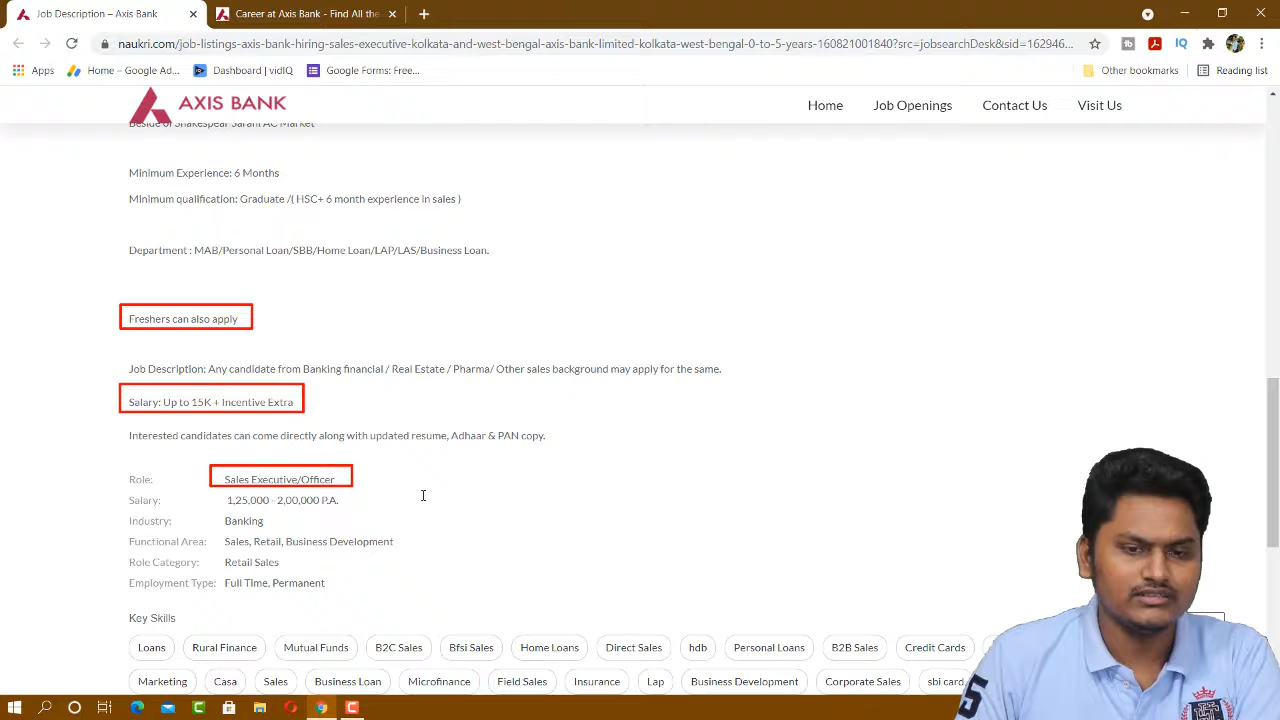 Job Description – Axis Bank
Career at Axis Bank - Find All the
naukri.com/job-listings-axis-bank-hiring-sales-executive-kolkata-and-west-bengal-axis-bank-limited-kolkata-west-bengal-0-to-5-years-160821001840?src=jobsearchDesk&sid=162946...
Apps
Home – Google Ad...
Dashboard | vidIQ
Google Forms: Free...
Other bookmarks
Reading list
AXIS BANK
Home
Job Openings
Contact Us
Visit Us
Beside of Shakespear Sarani AC Market
Minimum Experience: 6 Months
Minimum qualification: Graduate /( HSC+ 6 month experience in sales )
Department : MAB/Personal Loan/SBB/Home Loan/LAP/LAS/Business Loan.
Freshers can also apply
Job Description: Any candidate from Banking financial / Real Estate / Pharma/ Other sales background may apply for the same.
Salary: Up to 15K + Incentive Extra
Interested candidates can come directly along with updated resume, Adhaar & PAN copy.
Role: Sales Executive/Officer
Salary: 1,25,000 - 2,00,000 P.A.
Industry: Banking
Functional Area: Sales, Retail, Business Development
Role Category: Retail Sales
Employment Type: Full Time, Permanent
Key Skills
Loans Rural Finance Mutual Funds B2C Sales Bfsi Sales Home Loans Direct Sales hdb Personal Loans B2B Sales Credit Cards
Marketing Casa Sales Business Loan Microfinance Field Sales Insurance Lap Business Development Corporate Sales sbi card
5